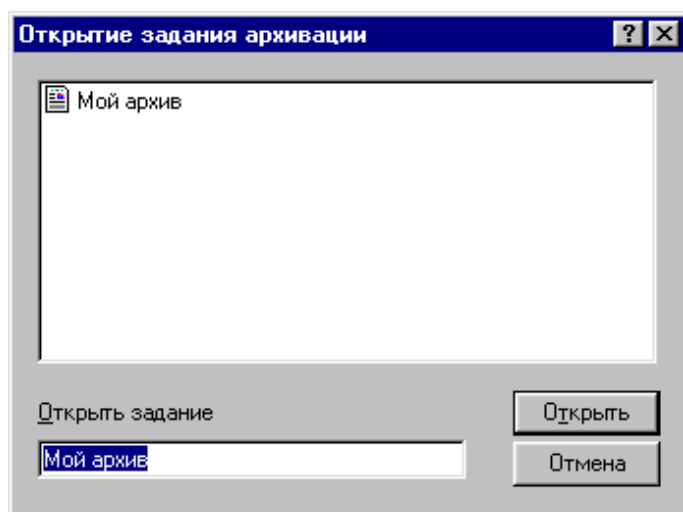 Открытие задания архивации
Мой архив
Открыть задание
Открыть
Мой архив
Отмена